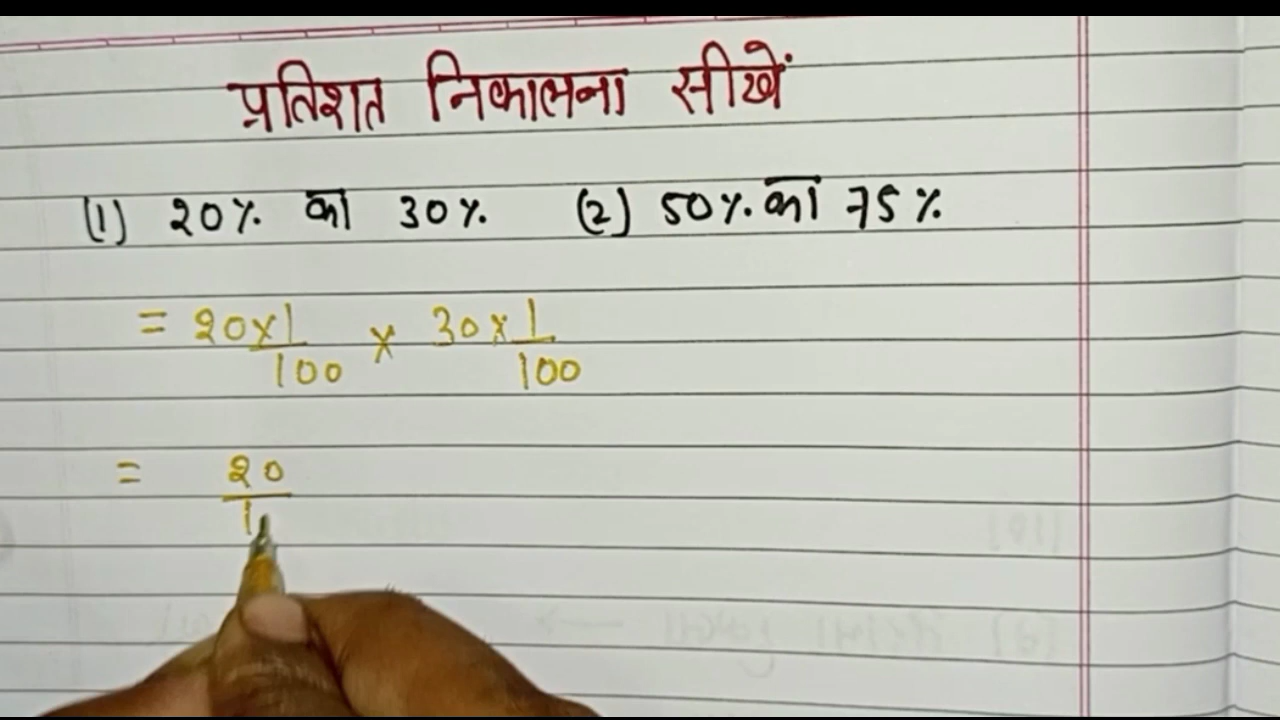 प्रतिशत निकालना सीखें
(1) 20% का 30% (2) 50% का 75%
= 20×1/100 × 30×1/100
= 20/1